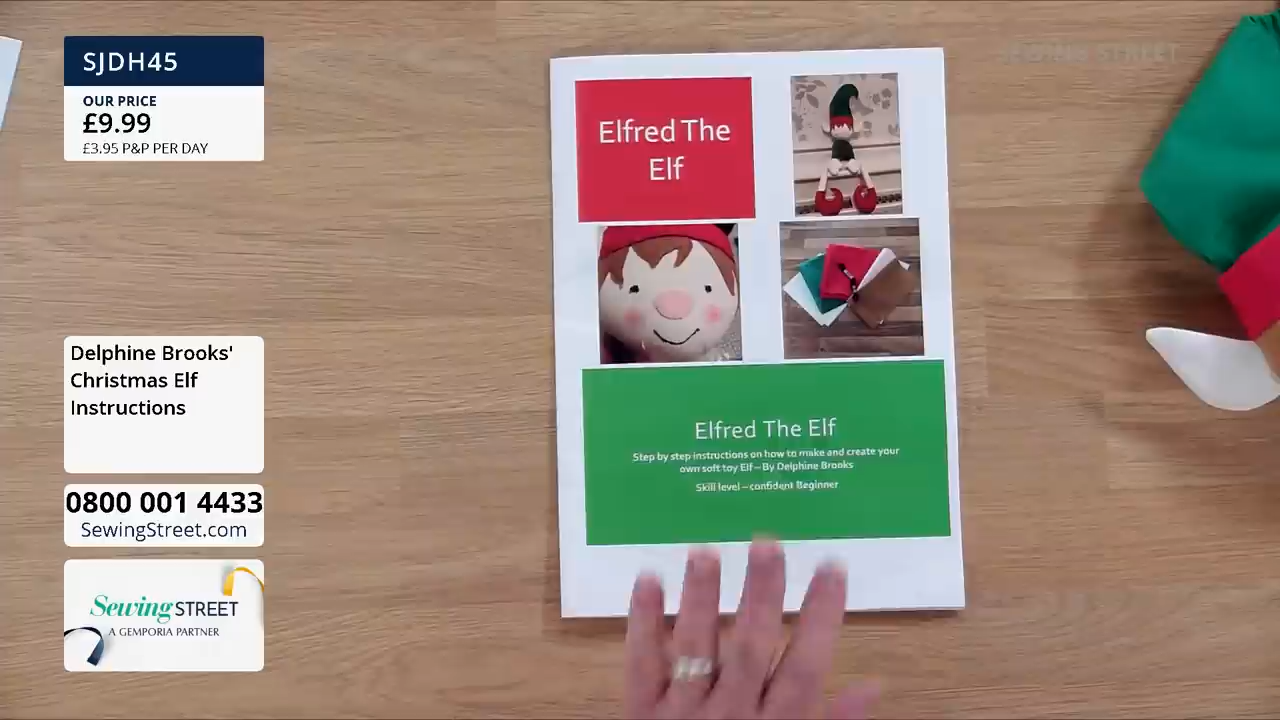 SJDH45
OUR PRICE
£9.99
£3.95 P&P PER DAY
Delphine Brooks'
Christmas Elf
Instructions
0800 001 4433
SewingStreet.com
Sewing STREET
A GEMPORIA PARTNER
Elfred The
Elf
Elfred The Elf
Step by step instructions on how to make and create your
own soft toy Elf – By Delphine Brooks
Skill level – confident Beginner